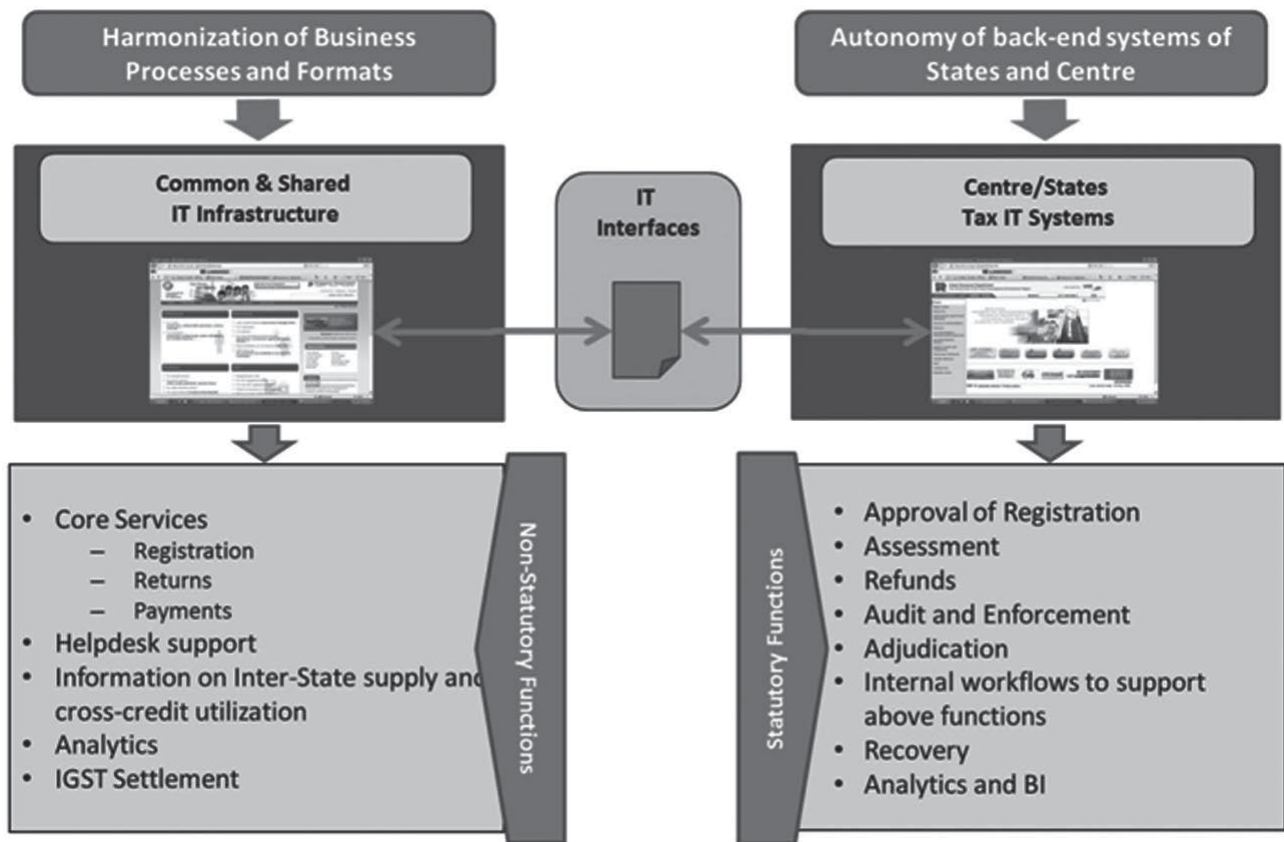 Harmonization of Business
Processes and Formats
Autonomy of back-end systems of
States and Centre
Common & Shared
IT Infrastructure
IT
Interfaces
Centre/States
Tax IT Systems
• Core Services
– Registration
– Returns
– Payments
• Helpdesk support
• Information on Inter-State supply and
cross-credit utilization
• Analytics
• IGST Settlement
Non-Statutory Functions
Statutory Functions
• Approval of Registration
• Assessment
• Refunds
• Audit and Enforcement
• Adjudication
• Internal workflows to support
above functions
• Recovery
• Analytics and BI